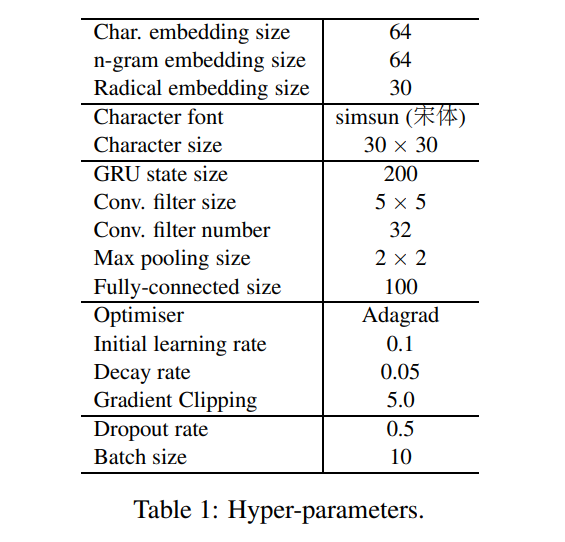 Char. embedding size 64
n-gram embedding size 64
Radical embedding size 30
Character font simsun (宋体)
Character size 30 × 30
GRU state size 200
Conv. filter size 5 × 5
Conv. filter number 32
Max pooling size 2 × 2
Fully-connected size 100
Optimiser Adagrad
Initial learning rate 0.1
Decay rate 0.05
Gradient Clipping 5.0
Dropout rate 0.5
Batch size 10
Table 1: Hyper-parameters.